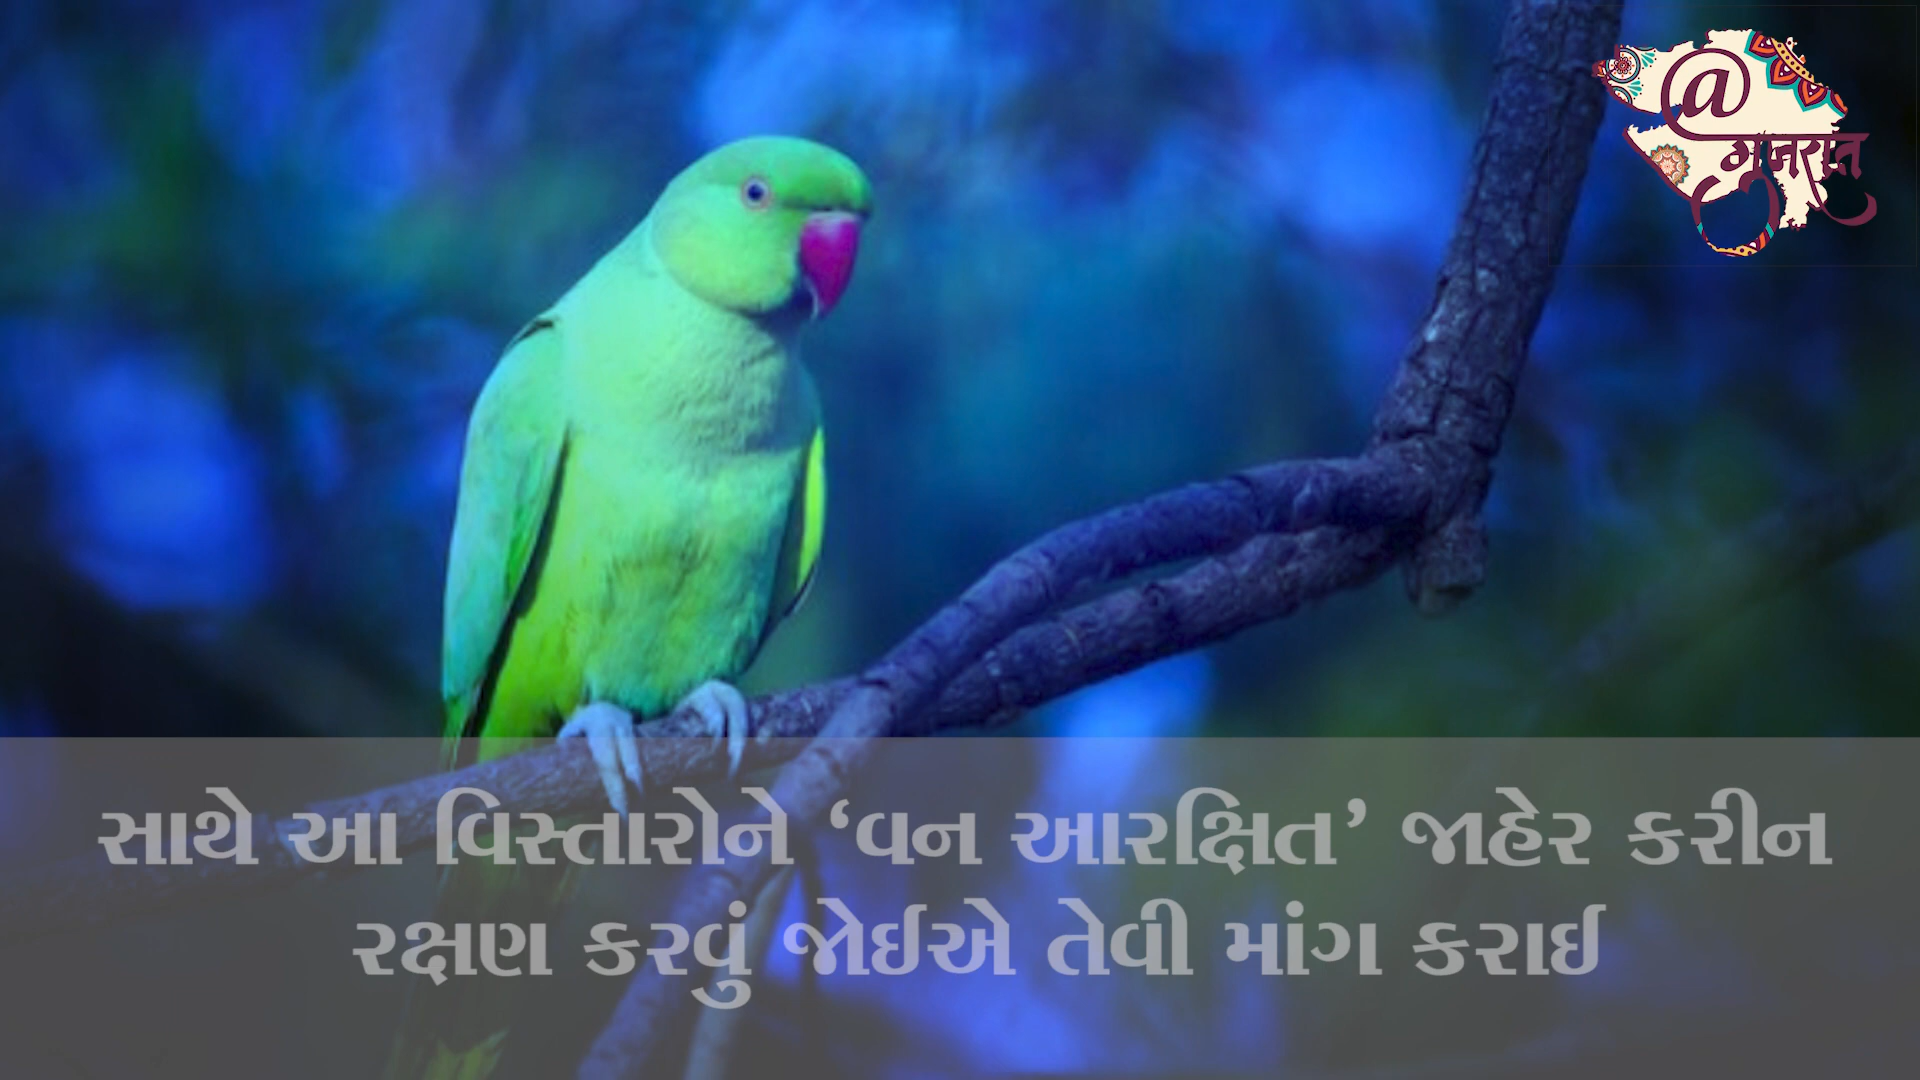 @
ગુજરાત
સાથે આ વિસ્તારોને ‘વન આરક્ષિત’ જાહેર કરીન
રક્ષણ કરવું જોઈએ તેવી માંગ કરાઈ